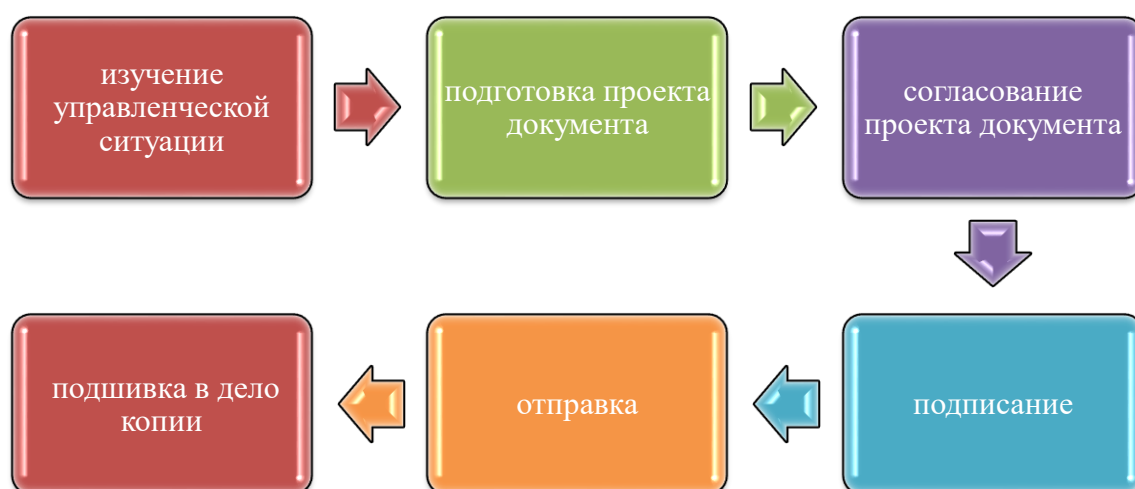 изучение
управленческой
ситуации
подготовка проекта
документа
согласование
проекта документа
подписание
отправка
подшивка в дело
копии